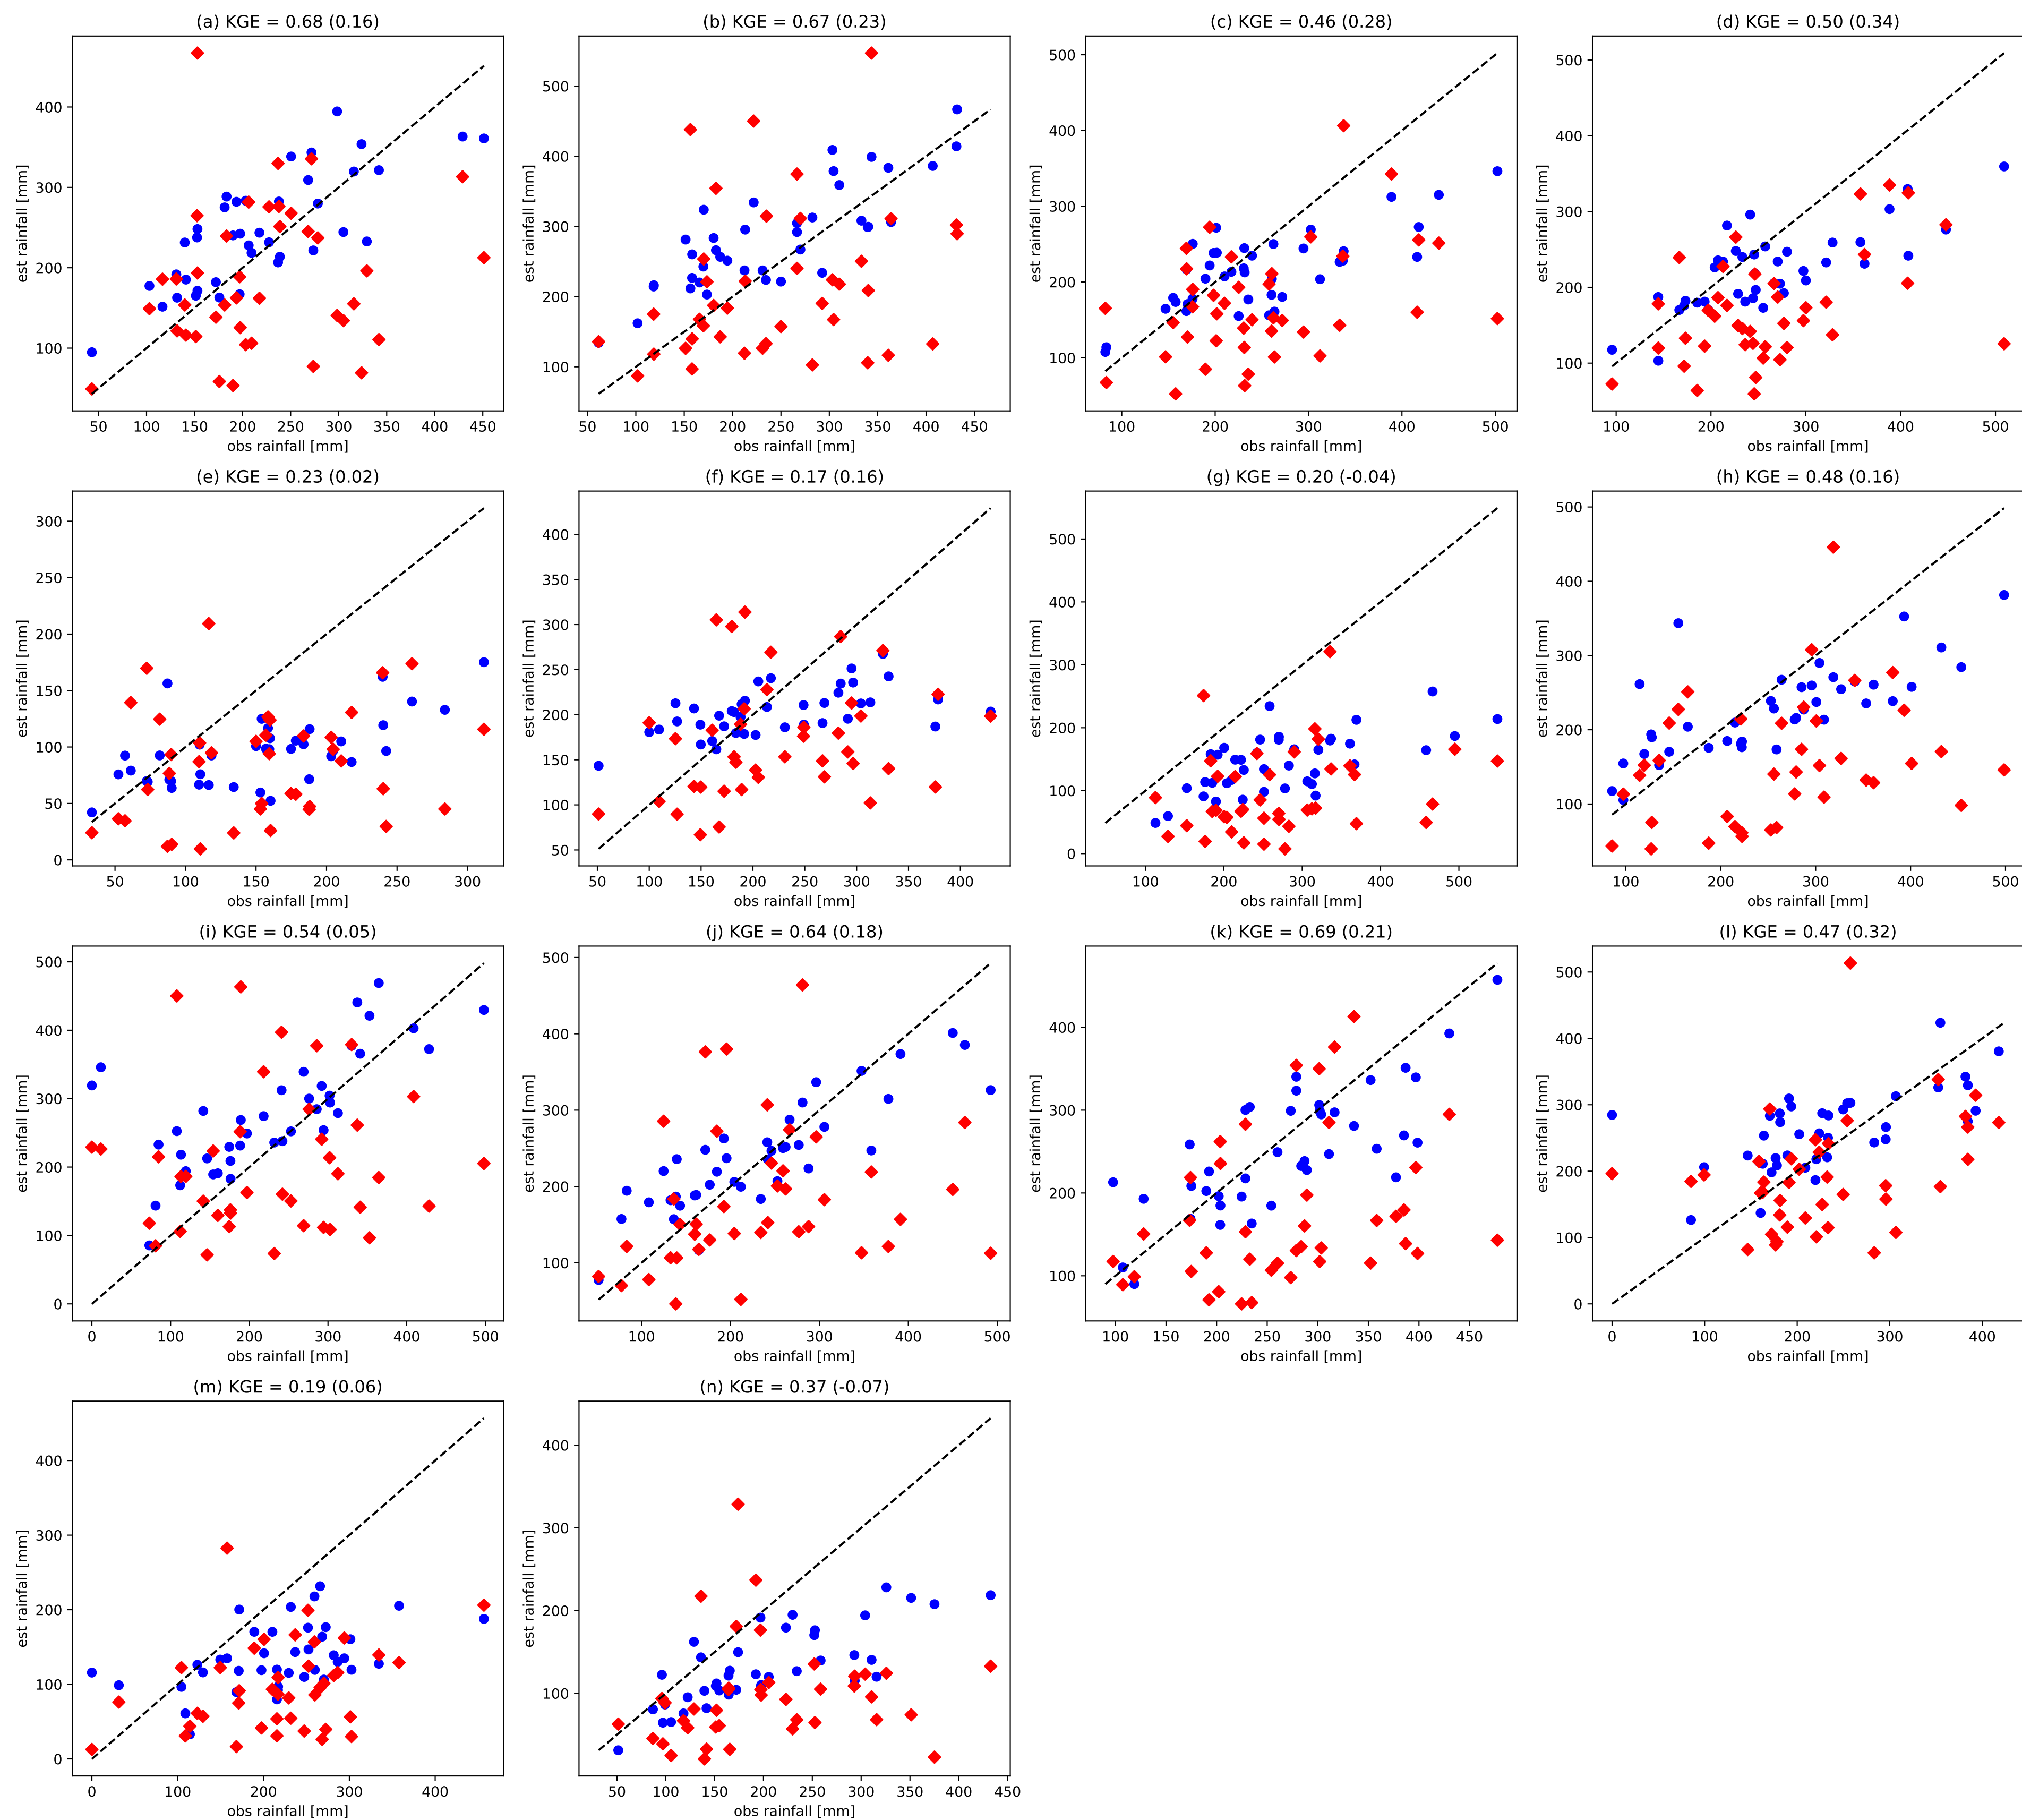 (a) KGE = 0.68 (0.16)
est rainfall [mm]
400
300
200
100
50 100 150 200 250 300 350 400 450
obs rainfall [mm]
(b) KGE = 0.67 (0.23)
est rainfall [mm]
500
400
300
200
100
50 100 150 200 250 300 350 400 450
obs rainfall [mm]
(c) KGE = 0.46 (0.28)
est rainfall [mm]
500
400
300
200
100
100 200 300 400 500
obs rainfall [mm]
(d) KGE = 0.50 (0.34)
est rainfall [mm]
500
400
300
200
100
100 200 300 400 500
obs rainfall [mm]
(e) KGE = 0.23 (0.02)
est rainfall [mm]
300
250
200
150
100
50
0
50 100 150 200 250 300
obs rainfall [mm]
(f) KGE = 0.17 (0.16)
est rainfall [mm]
400
350
300
250
200
150
100
50
50 100 150 200 250 300 350 400
obs rainfall [mm]
(g) KGE = 0.20 (-0.04)
est rainfall [mm]
500
400
300
200
100
0
100 200 300 400 500
obs rainfall [mm]
(h) KGE = 0.48 (0.16)
est rainfall [mm]
500
400
300
200
100
100 200 300 400 500
obs rainfall [mm]
(i) KGE = 0.54 (0.05)
est rainfall [mm]
500
400
300
200
100
0
0 100 200 300 400 500
obs rainfall [mm]
(j) KGE = 0.64 (0.18)
est rainfall [mm]
500
400
300
200
100
100 200 300 400 500
obs rainfall [mm]
(k) KGE = 0.69 (0.21)
est rainfall [mm]
400
300
200
100
100 150 200 250 300 350 400 450
obs rainfall [mm]
(l) KGE = 0.47 (0.32)
est rainfall [mm]
500
400
300
200
100
0
0 100 200 300 400
obs rainfall [mm]
(m) KGE = 0.19 (0.06)
est rainfall [mm]
400
300
200
100
0
0 100 200 300 400
obs rainfall [mm]
(n) KGE = 0.37 (-0.07)
est rainfall [mm]
400
300
200
100
50 100 150 200 250 300 350 400 450
obs rainfall [mm]